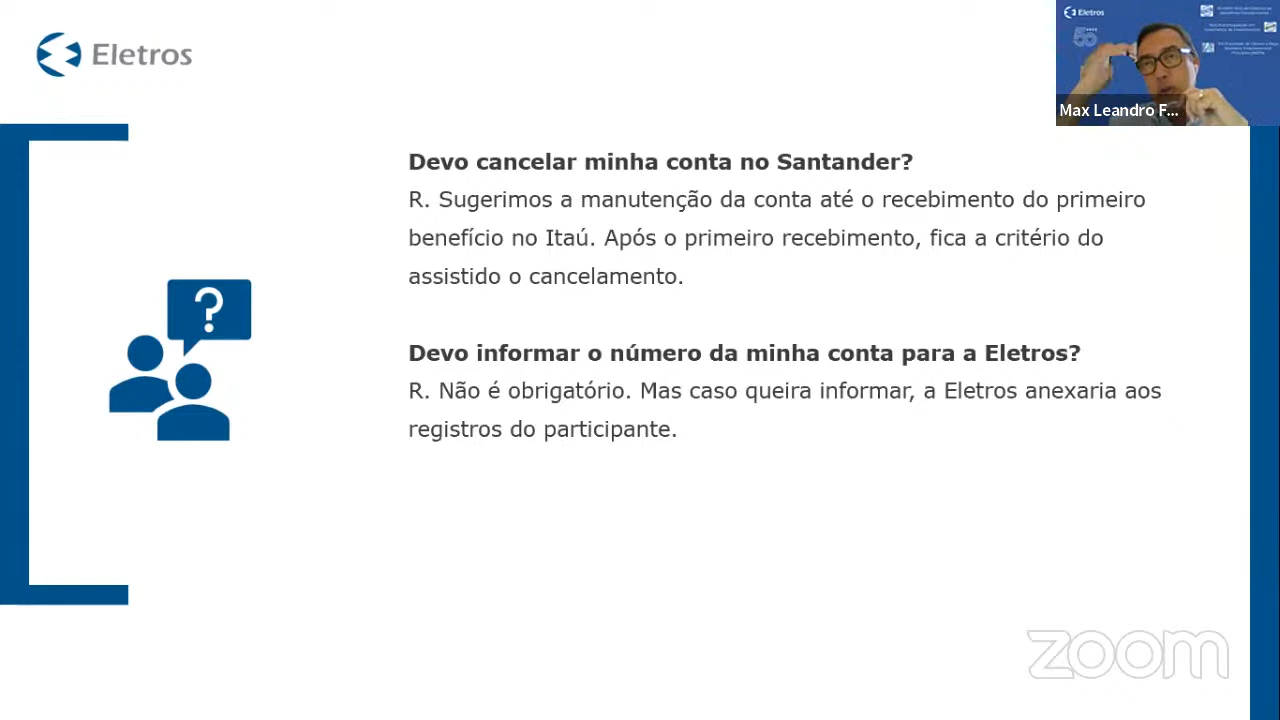 Eletros
Eletros
50
Max Leandro F...
Devo cancelar minha conta no Santander?
R. Sugerimos a manutenção da conta até o recebimento do primeiro
benefício no Itaú. Após o primeiro recebimento, fica a critério do
assistido o cancelamento.
?
Devo informar o número da minha conta para a Eletros?
R. Não é obrigatório. Mas caso queira informar, a Eletros anexaria aos
registros do participante.
zoom